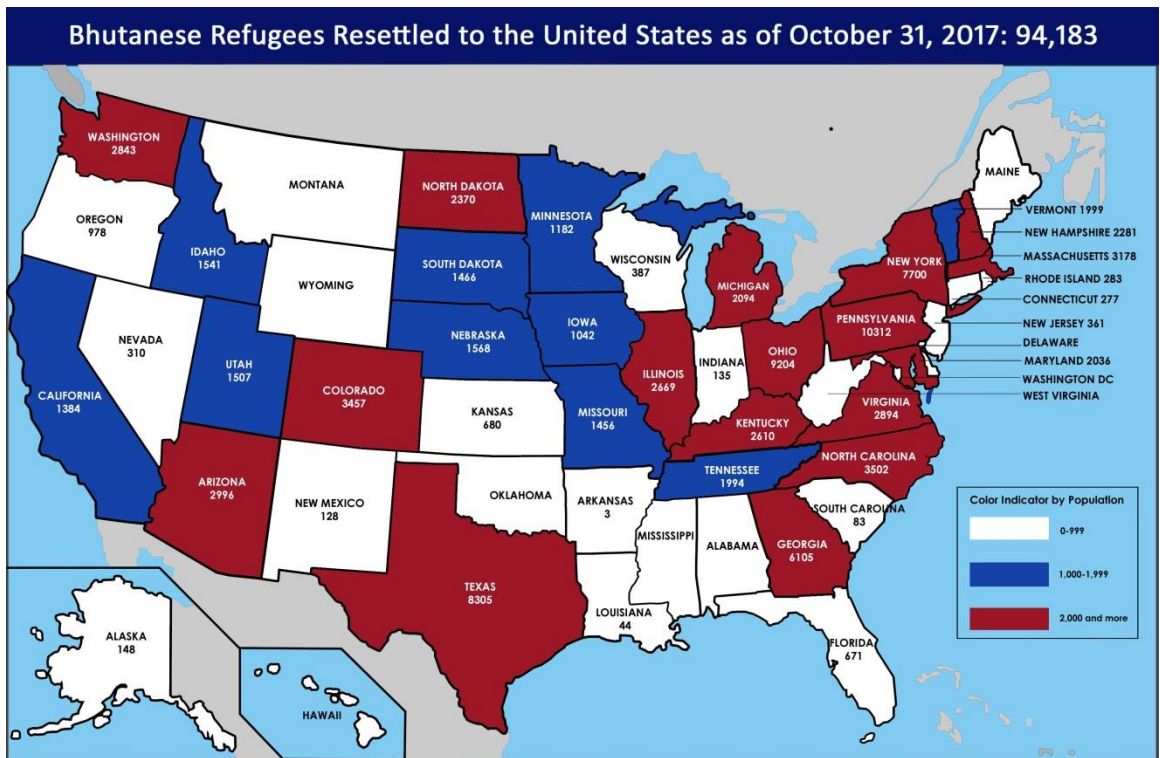 Bhutanese Refugees Resettled to the United States as of October 31, 2017: 94,183
WASHINGTON
2843
OREGON
978
IDAHO
1541
MONTANA
WYOMING
NEVADA
310
CALIFORNIA
1384
UTAH
1507
COLORADO
3457
ARIZONA
2996
NEW MEXICO
128
NORTH DAKOTA
2370
SOUTH DAKOTA
1466
NEBRASKA
1568
KANSAS
680
OKLAHOMA
TEXAS
8305
MINNESOTA
1182
IOWA
1042
MISSOURI
1456
ARKANSAS
3
LOUISIANA
44
WISCONSIN
387
ILLINOIS
2669
MICHIGAN
2094
INDIANA
135
OHIO
9204
KENTUCKY
2610
TENNESSEE
1994
MISSISSIPPI
ALABAMA
GEORGIA
6105
FLORIDA
671
SOUTH CAROLINA
83
NORTH CAROLINA
3502
VIRGINIA
2894
PENNSYLVANIA
10312
NEW YORK
7700
MAINE
VERMONT 1999
NEW HAMPSHIRE 2281
MASSACHUSETTS 3178
RHODE ISLAND 283
CONNECTICUT 277
NEW JERSEY 361
DELAWARE
MARYLAND 2036
WASHINGTON DC
WEST VIRGINIA
ALASKA
148
HAWAII
Color Indicator by Population
0-999
1,000-1,999
2,000 and more